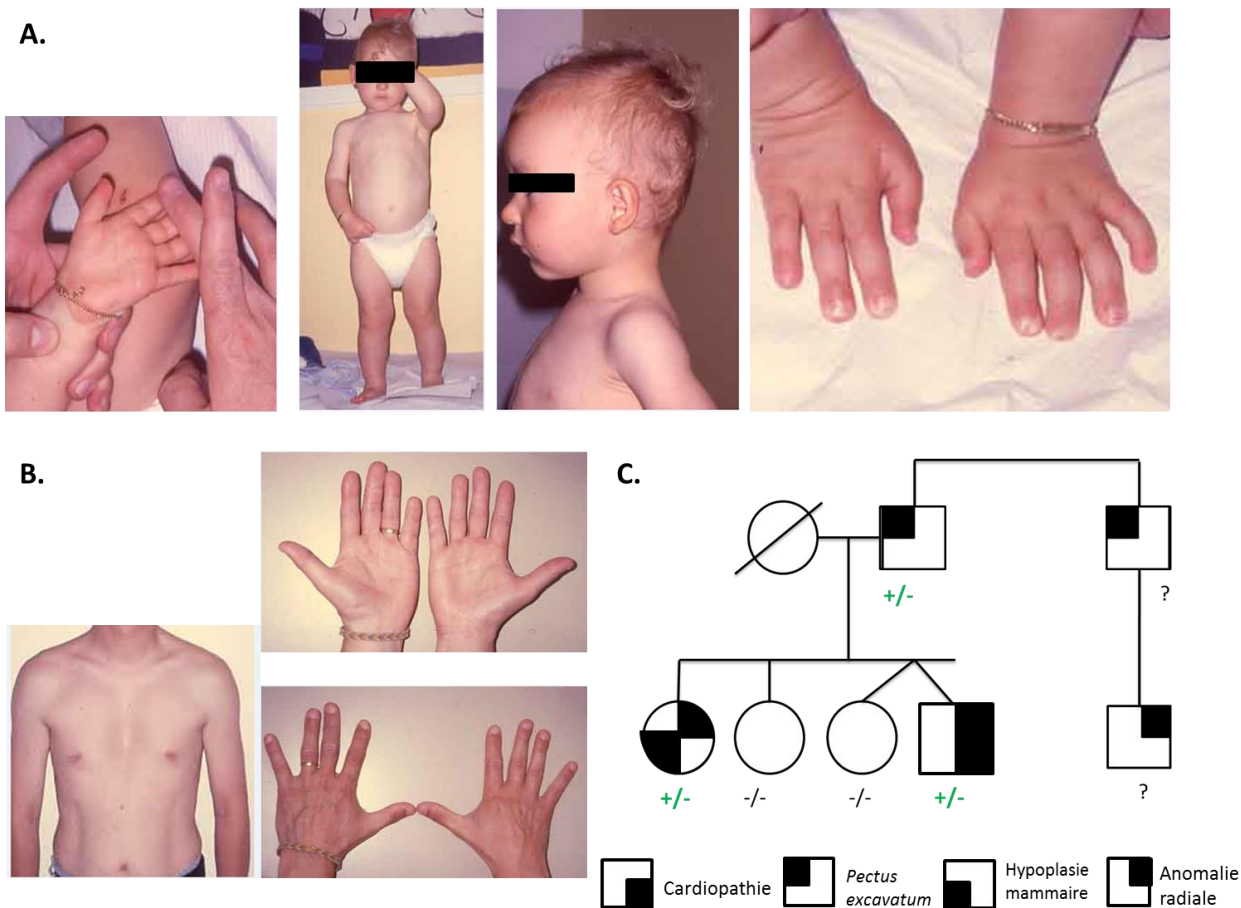 A.
B.
C.
+/-
?
+/-
-/-
-/-
+/-
?
Cardiopathie
Pectus
excavatum
Hypoplasie
mammaire
Anomalie
radiale